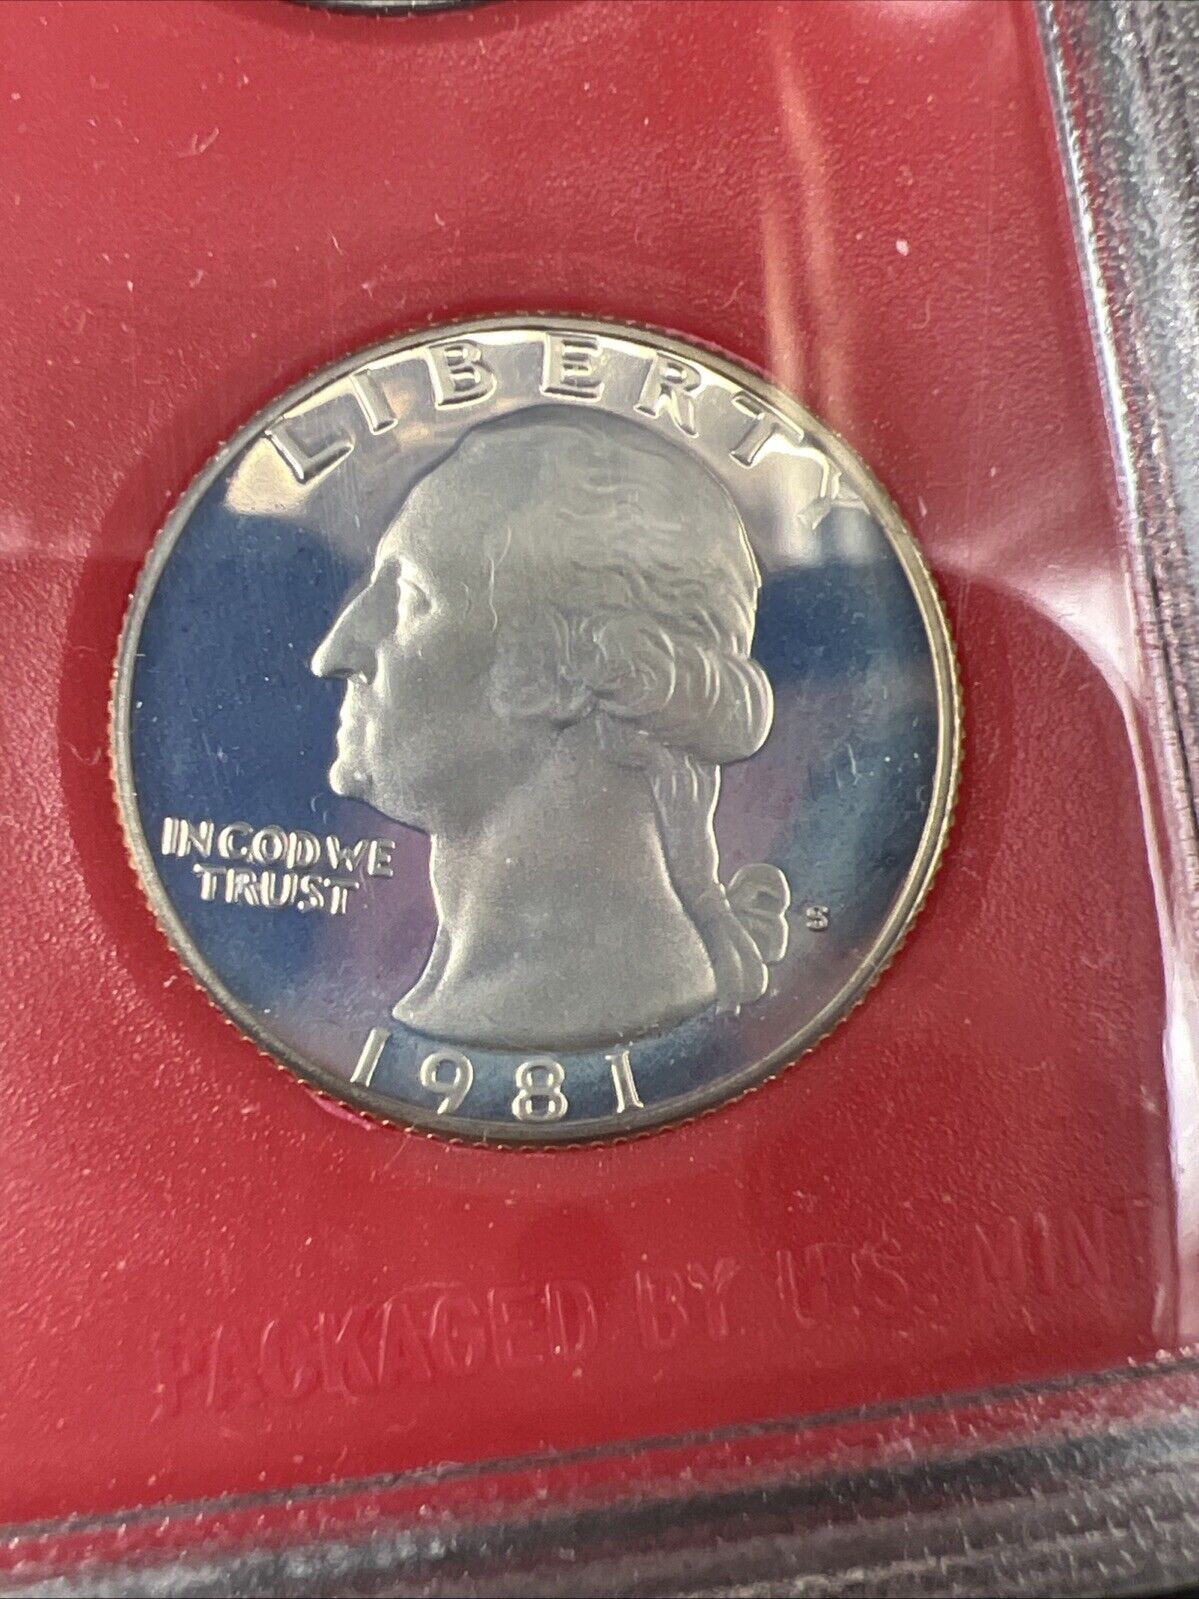 LIBERTY
IN GOD WE
TRUST
S
1981
PACKAGED BY U.S. MINT